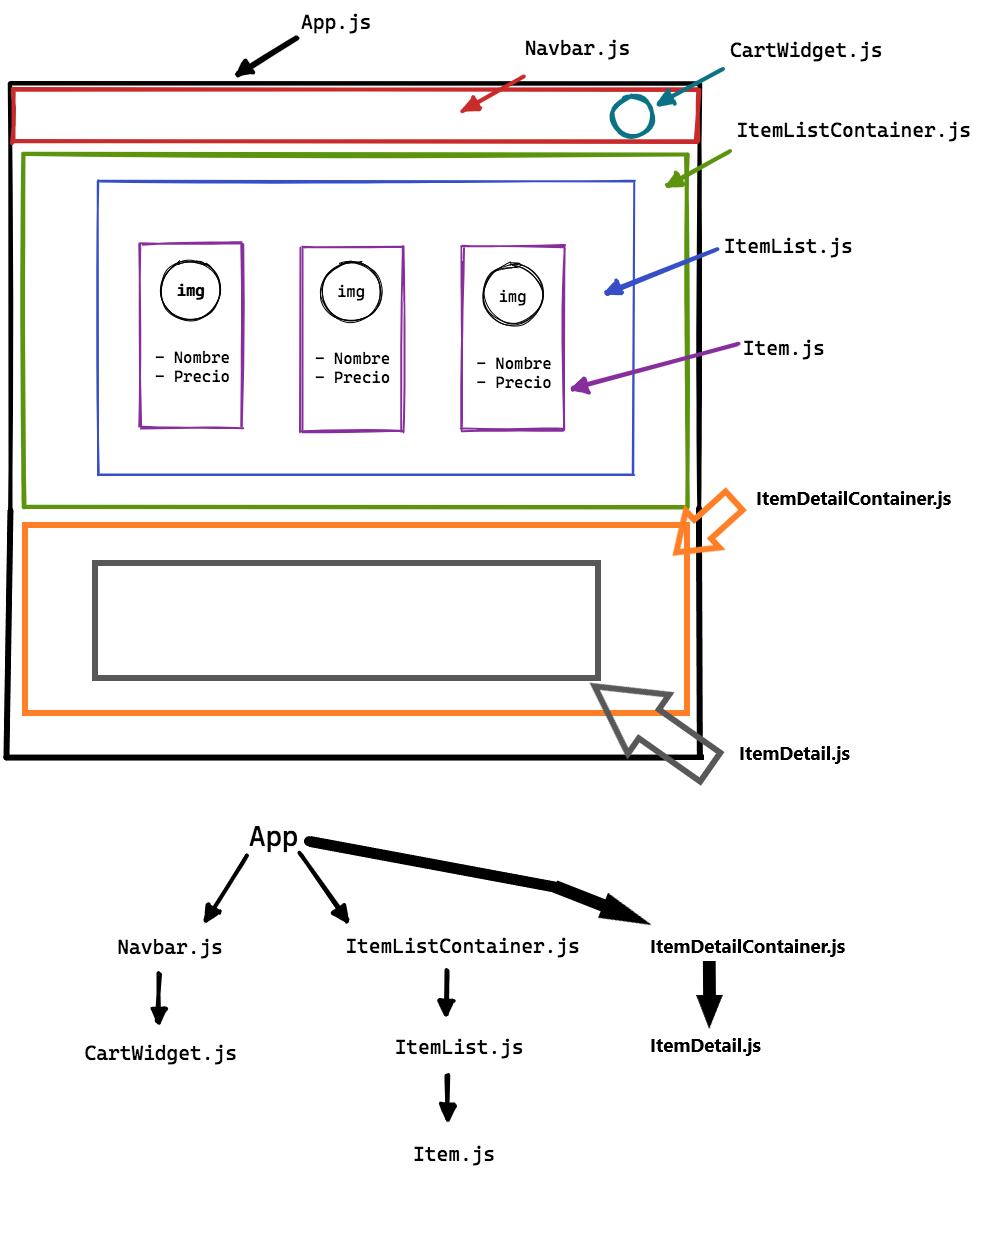 App.js
Navbar.js
CartWidget.js
ItemListContainer.js
ItemList.js
img
img
img
- Nombre
- Precio
- Nombre
- Precio
- Nombre
- Precio
Item.js
ItemDetailContainer.js
ItemDetail.js
App
Navbar.js
ItemListContainer.js
ItemDetailContainer.js
CartWidget.js
ItemList.js
ItemDetail.js
Item.js